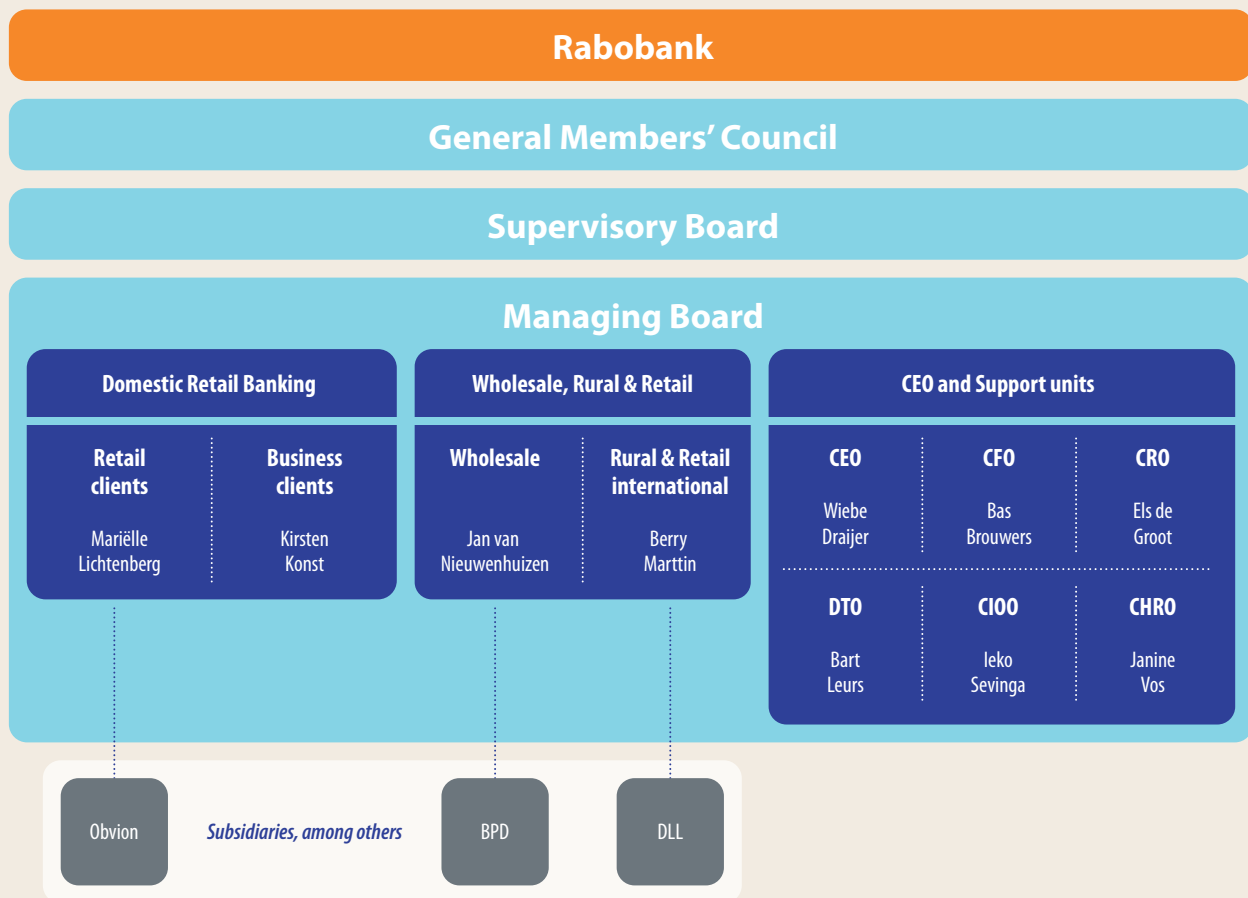 Rabobank
General Members' Council
Supervisory Board
Managing Board
Domestic Retail Banking
Retail
clients
Mariëlle
Lichtenberg
Business
clients
Kirsten
Konst
Wholesale, Rural & Retail
Wholesale
Jan van
Nieuwenhuizen
Rural & Retail
international
Berry
Marttin
CEO and Support units
CEO
Wiebe
Draijer
CFO
Bas
Brouwers
CRO
Els de
Groot
DTO
Bart
Leurs
CIOO
Ieko
Sevinga
CHRO
Janine
Vos
Obvion
Subsidiaries, among others
BPD
DLL